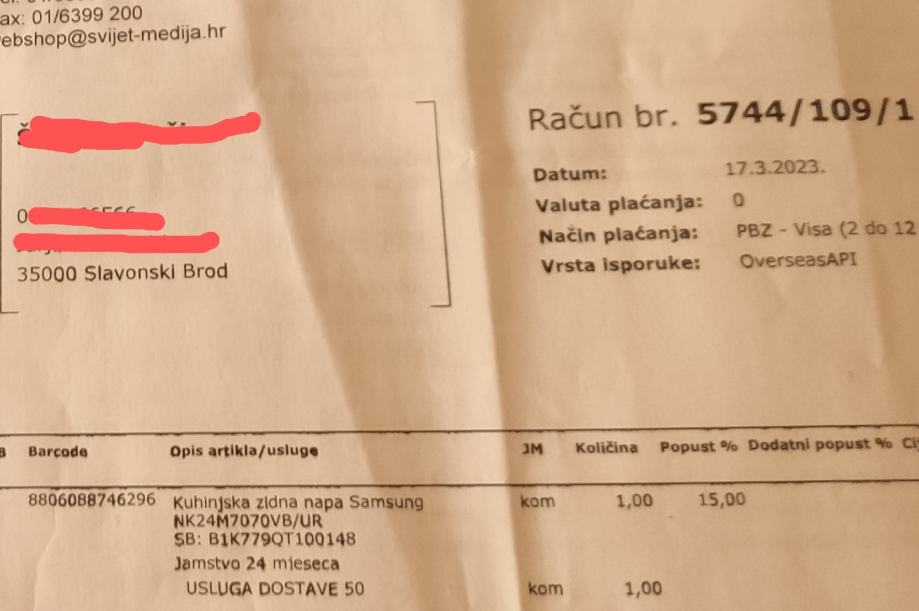 ax: 01/6399 200
ebshop@svijet-medija.hr
Račun br. 5744/109/1
Datum: 17.3.2023.
Valuta plaćanja: 0
Način plaćanja: PBZ - Visa (2 do 12
Vrsta isporuke: OverseasAPI
35000 Slavonski Brod
B Barcode Opis artikla/usluge JM Količina Popust % Dodatni popust % Cij
8806088746296 Kuhinjska zidna napa Samsung kom 1,00 15,00
NK24M7070VB/UR
SB: B1K779QT100148
Jamstvo 24 mjeseca
USLUGA DOSTAVE 50 kom 1,00